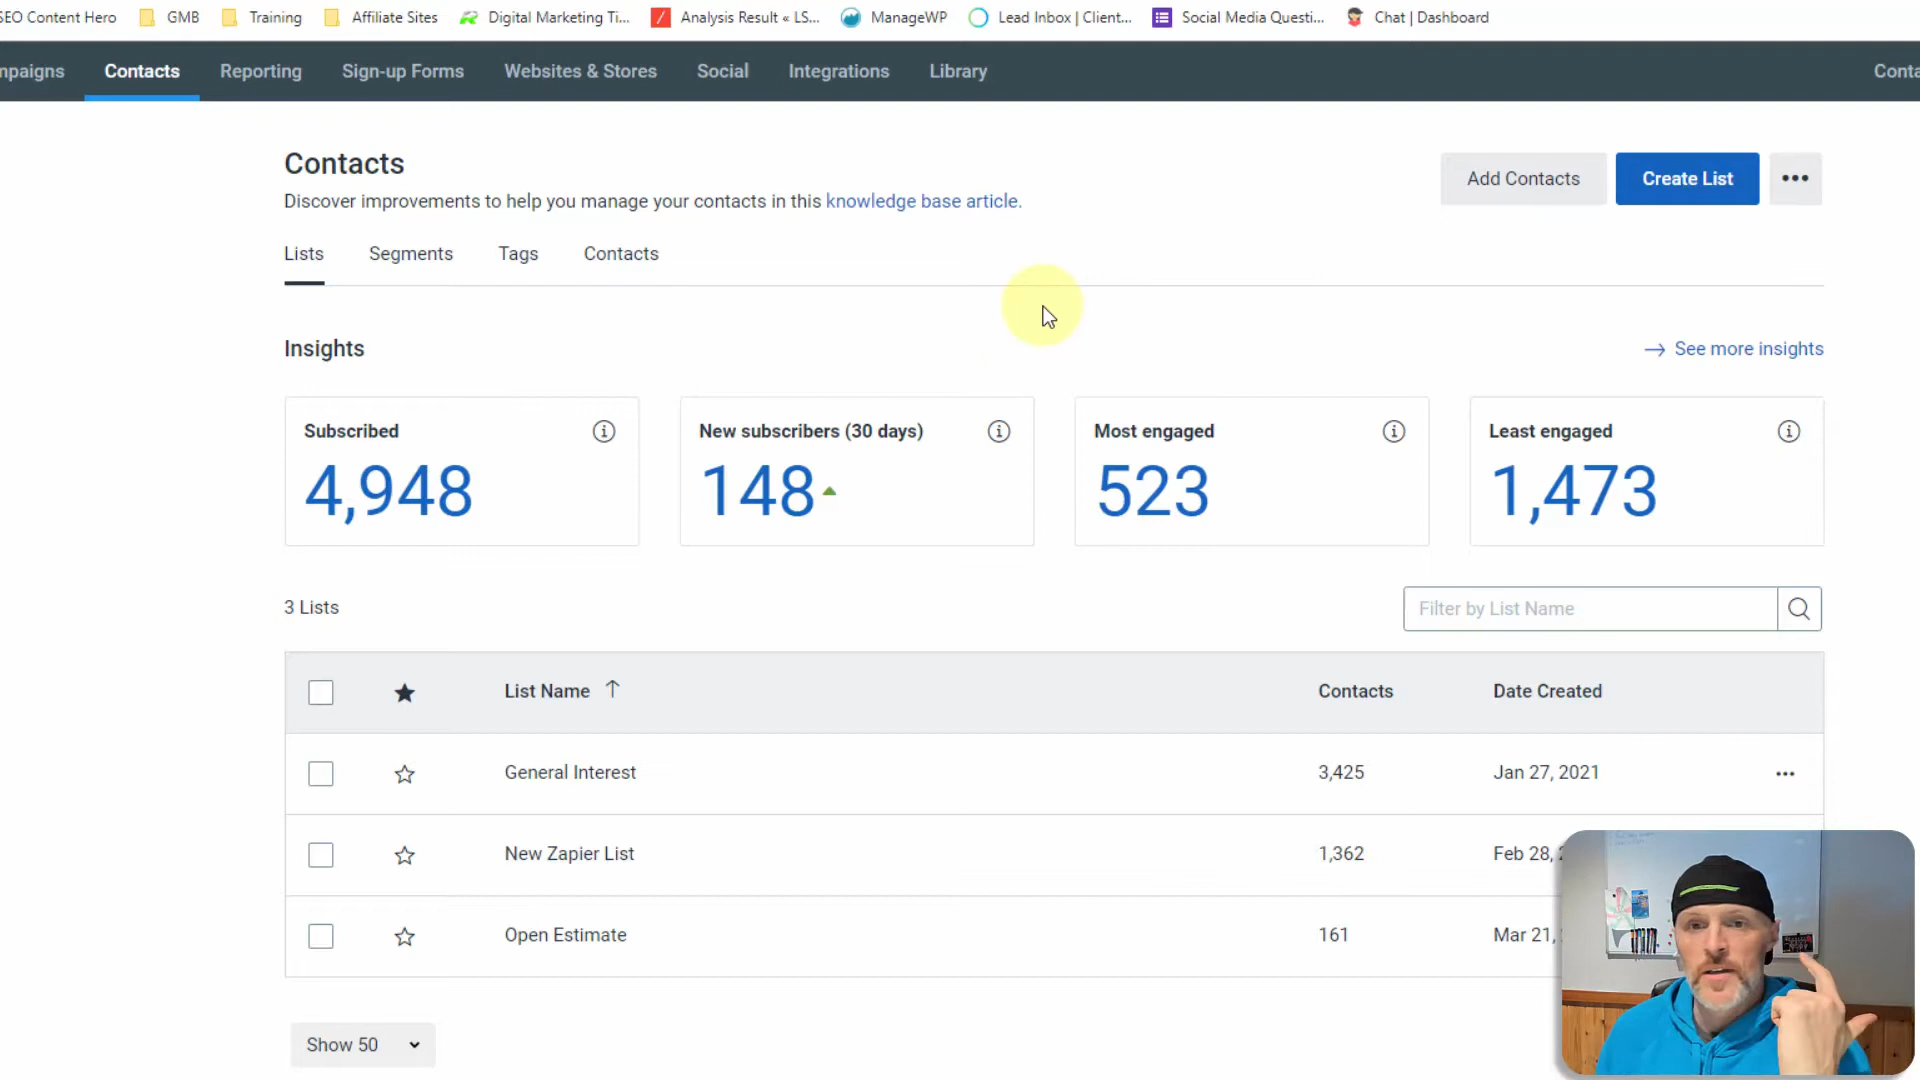 SEO Content Hero GMB Training Affiliate Sites Digital Marketing Ti... Analysis Result « LS... ManageWP Lead Inbox | Client... Social Media Questi... Chat | Dashboard
mpaigns Contacts Reporting Sign-up Forms Websites & Stores Social Integrations Library Conta
Contacts
Add Contacts Create List •••
Discover improvements to help you manage your contacts in this knowledge base article.
Lists Segments Tags Contacts
Insights → See more insights
Subscribed New subscribers (30 days) Most engaged Least engaged
4,948 148 523 1,473
3 Lists Filter by List Name
List Name ↑ Contacts Date Created
General Interest 3,425 Jan 27, 2021 •••
New Zapier List 1,362 Feb 28,
Open Estimate 161 Mar 21,
Show 50